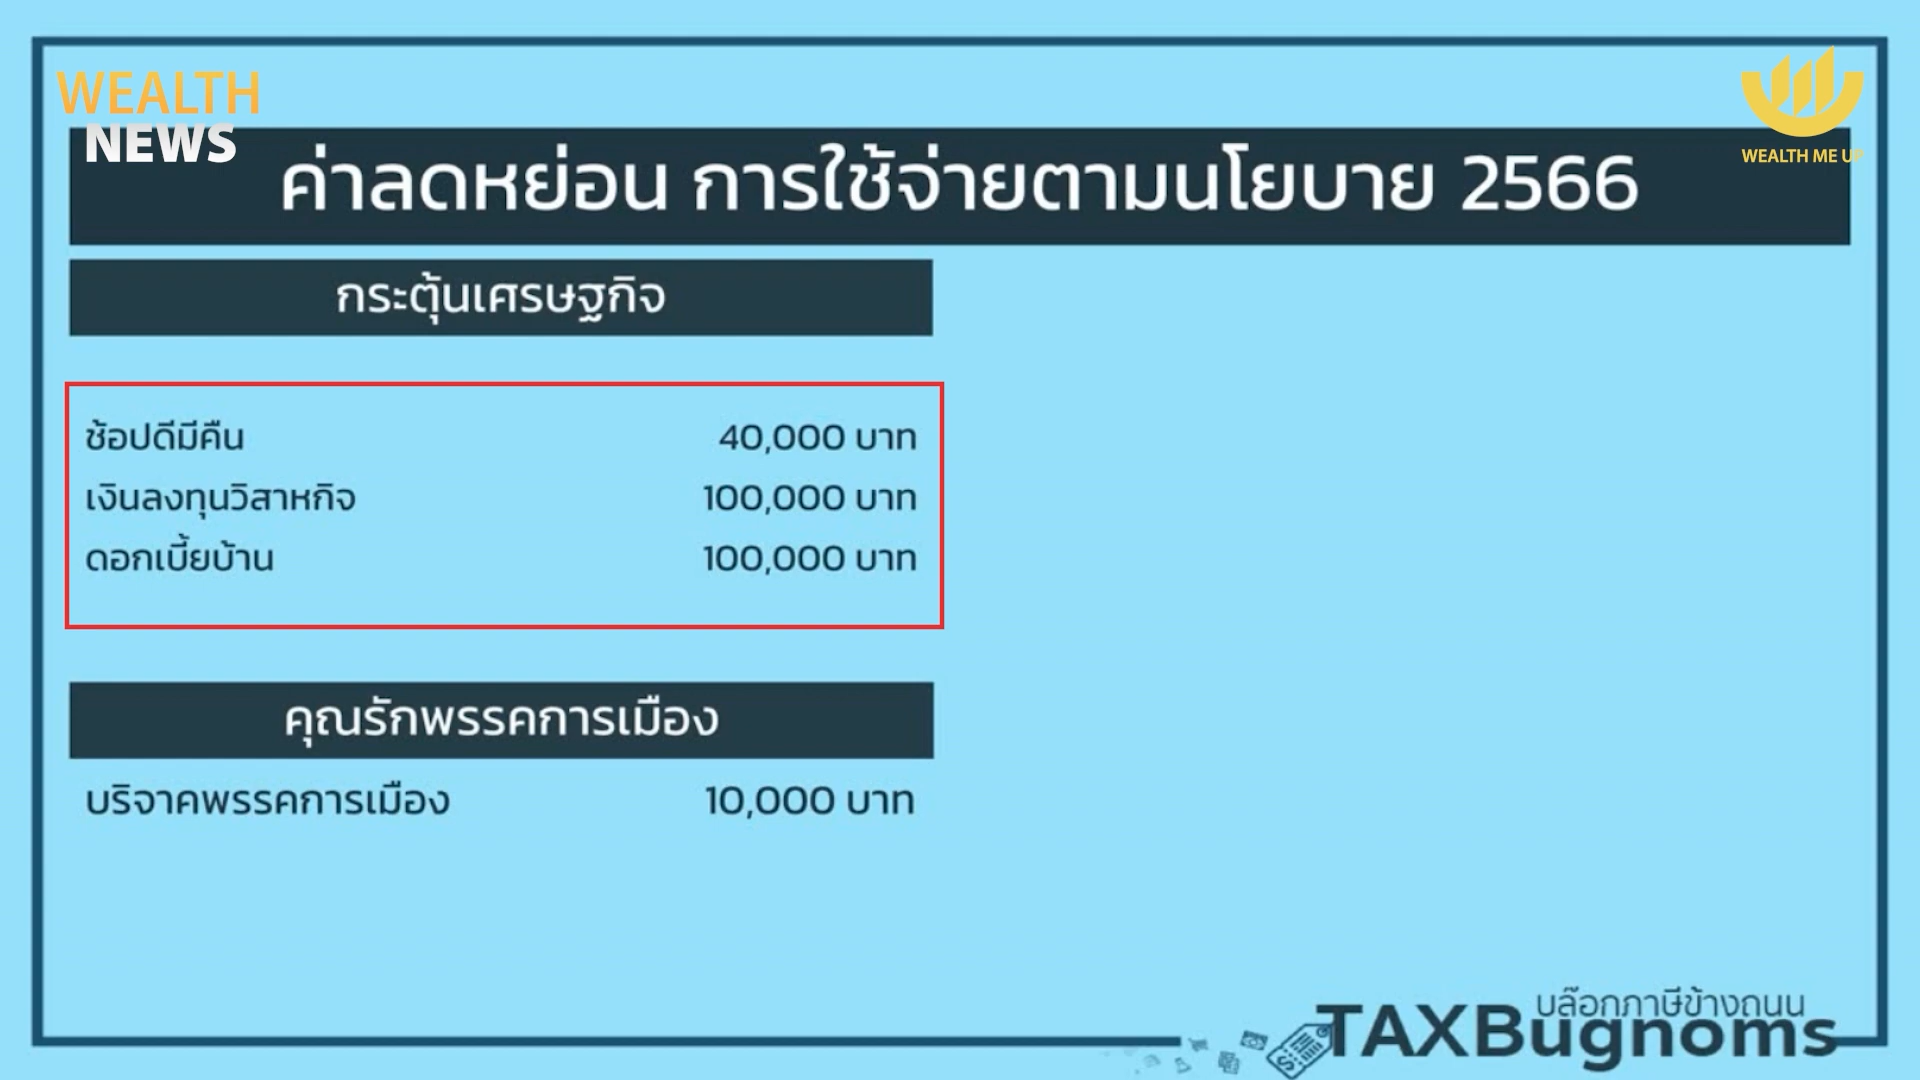 WEALTH
NEWS
WEALTH ME UP
ค่าลดหย่อน การใช้จ่ายตามนโยบาย 2566
กระตุ้นเศรษฐกิจ
ช้อปดีมีคืน 40,000 บาท
เงินลงทุนวิสาหกิจ 100,000 บาท
ดอกเบี้ยบ้าน 100,000 บาท
คุณรักพรรคการเมือง
บริจาคพรรคการเมือง 10,000 บาท
บล๊อกภาษีข้างถนน
TAXBugnoms